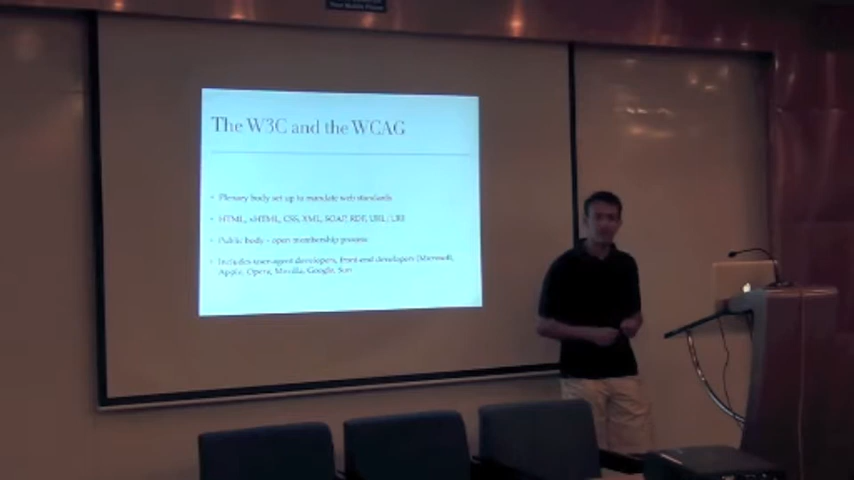 The W3C and the WCAG
• Plenary body set up to mandate web standards
• HTML, xHTML, CSS, XML, SOAP, RDF, URL / URI
• Public body - open membership process
• Includes user-agent developers, front-end developers (Microsoft,
Apple, Opera, Mozilla, Google, Sun